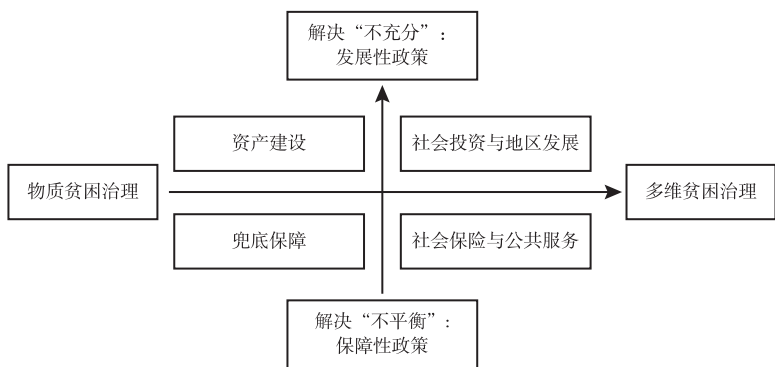 解决“不充分”:
发展性政策
资产建设
社会投资与地区发展
物质贫困治理
多维贫困治理
兜底保障
社会保险与公共服务
解决“不平衡”:
保障性政策